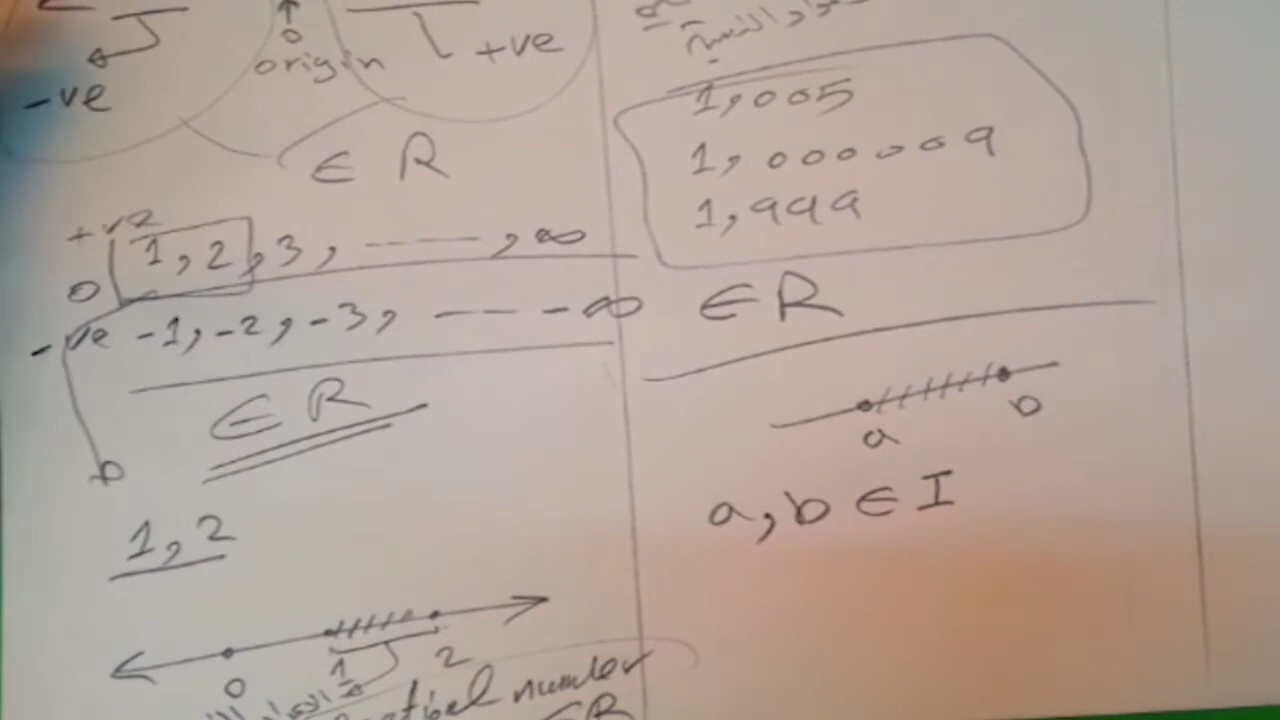 -ve
0
origin
+ve
∈ R
+ve
1, 2, 3, ------, ∞
0
-ve -1, -2, -3, ---- -∞
∈ R
1, 2
0 1 2
number
∈R
1,005
1,000009
1,999
∈R
a b
a, b ∈ I